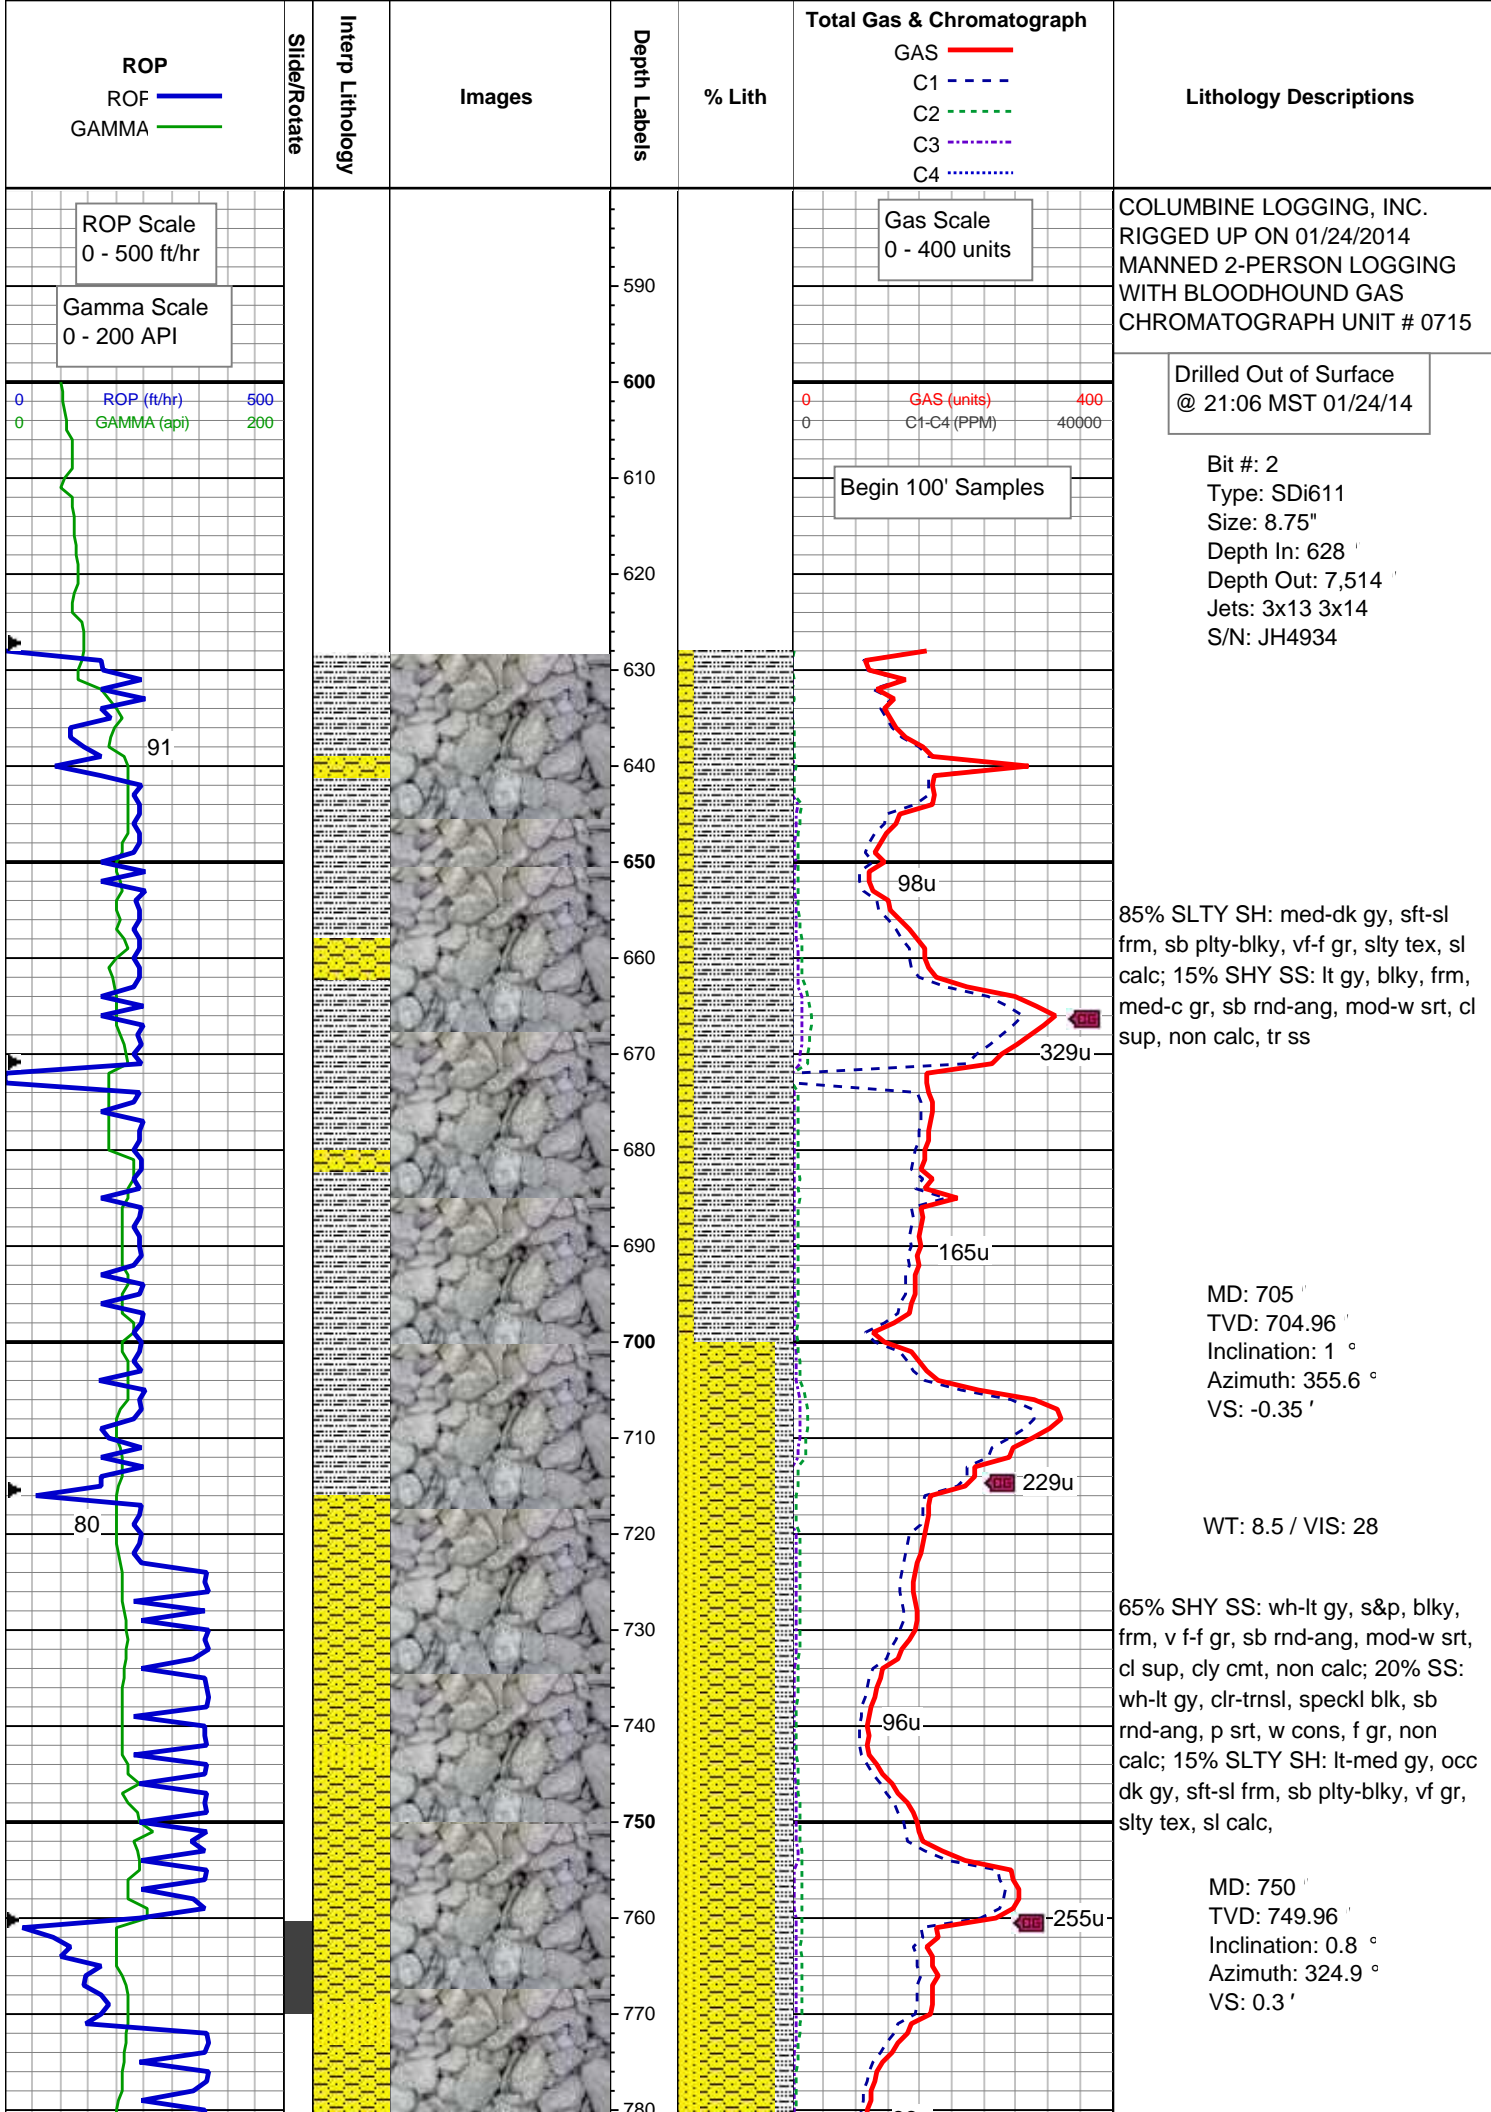 ROP
ROP
GAMMA
Slide/Rotate
Interp Lithology
Images
Depth Labels
% Lith
Total Gas & Chromatograph
GAS
C1
C2
C3
C4
Lithology Descriptions
ROP Scale
0 - 500 ft/hr
Gamma Scale
0 - 200 API
0 ROP (ft/hr) 500
0 GAMMA (api) 200
91
80
590
600
610
620
630
640
650
660
670
680
690
700
710
720
730
740
750
760
770
780
Gas Scale
0 - 400 units
0 GAS (units) 400
0 C1-C4 (PPM) 40000
Begin 100' Samples
98u
DG
329u
165u
DG 229u
96u
DG 255u
COLUMBINE LOGGING, INC.
RIGGED UP ON 01/24/2014
MANNED 2-PERSON LOGGING
WITH BLOODHOUND GAS
CHROMATOGRAPH UNIT # 0715
Drilled Out of Surface
@ 21:06 MST 01/24/14
Bit #: 2
Type: SDi611
Size: 8.75"
Depth In: 628 '
Depth Out: 7,514 '
Jets: 3x13 3x14
S/N: JH4934
85% SLTY SH: med-dk gy, sft-sl
frm, sb plty-blky, vf-f gr, slty tex, sl
calc; 15% SHY SS: lt gy, blky, frm,
med-c gr, sb rnd-ang, mod-w srt, cl
sup, non calc, tr ss
MD: 705 '
TVD: 704.96 '
Inclination: 1 °
Azimuth: 355.6 °
VS: -0.35 '
WT: 8.5 / VIS: 28
65% SHY SS: wh-lt gy, s&p, blky,
frm, v f-f gr, sb rnd-ang, mod-w srt,
cl sup, cly cmt, non calc; 20% SS:
wh-lt gy, clr-trnsl, speckl blk, sb
rnd-ang, p srt, w cons, f gr, non
calc; 15% SLTY SH: lt-med gy, occ
dk gy, sft-sl frm, sb plty-blky, vf gr,
slty tex, sl calc,
MD: 750 '
TVD: 749.96 '
Inclination: 0.8 °
Azimuth: 324.9 °
VS: 0.3 '